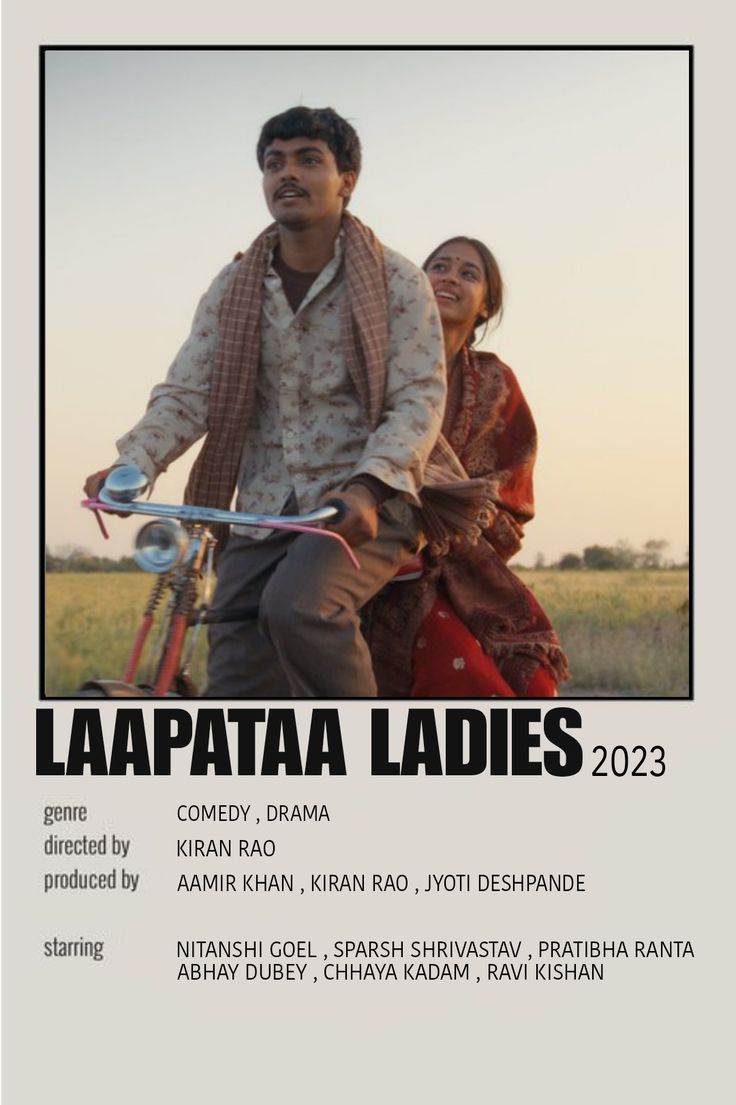 LAAPATAA LADIES 2023
genre COMEDY , DRAMA
directed by KIRAN RAO
produced by AAMIR KHAN , KIRAN RAO , JYOTI DESHPANDE
starring NITANSHI GOEL , SPARSH SHRIVASTAV , PRATIBHA RANTA
ABHAY DUBEY , CHHAYA KADAM , RAVI KISHAN